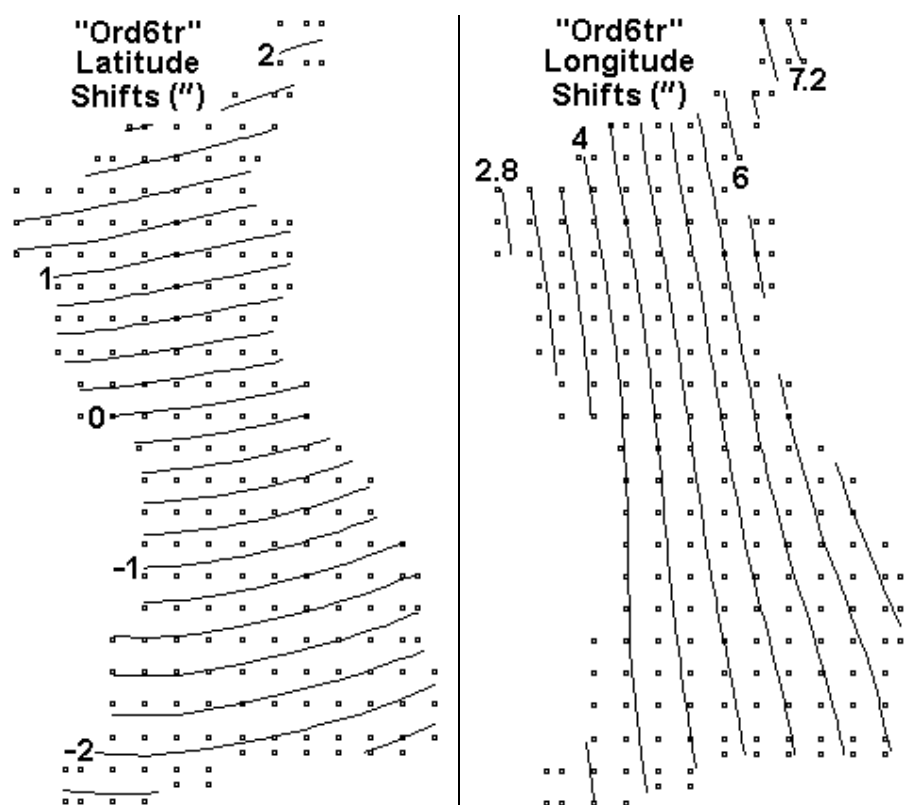 "Ord6tr"
Latitude
Shifts (″)
2
1
0
-1
-2
"Ord6tr"
Longitude
Shifts (″)
7.2
4
2.8
6